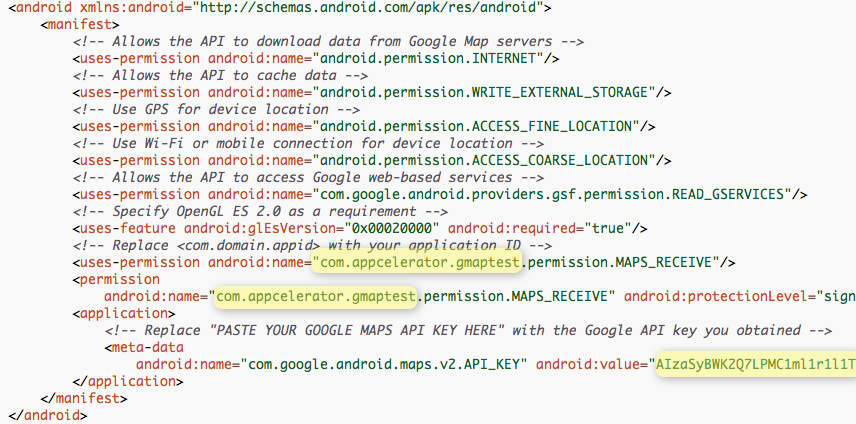 <android xmlns:android="http://schemas.android.com/apk/res/android">
<manifest>
<!-- Allows the API to download data from Google Map servers -->
<uses-permission android:name="android.permission.INTERNET"/>
<!-- Allows the API to cache data -->
<uses-permission android:name="android.permission.WRITE_EXTERNAL_STORAGE"/>
<!-- Use GPS for device location -->
<uses-permission android:name="android.permission.ACCESS_FINE_LOCATION"/>
<!-- Use Wi-Fi or mobile connection for device location -->
<uses-permission android:name="android.permission.ACCESS_COARSE_LOCATION"/>
<!-- Allows the API to access Google web-based services -->
<uses-permission android:name="com.google.android.providers.gsf.permission.READ_GSERVICES"/>
<!-- Specify OpenGL ES 2.0 as a requirement -->
<uses-feature android:glEsVersion="0x00020000" android:required="true"/>
<!-- Replace <com.domain.appid> with your application ID -->
<uses-permission android:name="com.appcelerator.gmaptest.permission.MAPS_RECEIVE"/>
<permission
android:name="com.appcelerator.gmaptest.permission.MAPS_RECEIVE" android:protectionLevel="sign
<application>
<!-- Replace "PASTE YOUR GOOGLE MAPS API KEY HERE" with the Google API key you obtained -->
<meta-data
android:name="com.google.android.maps.v2.API_KEY" android:value="AIzaSyBWK2Q7LPMC1ml1r1l1T
</application>
</manifest>
</android>